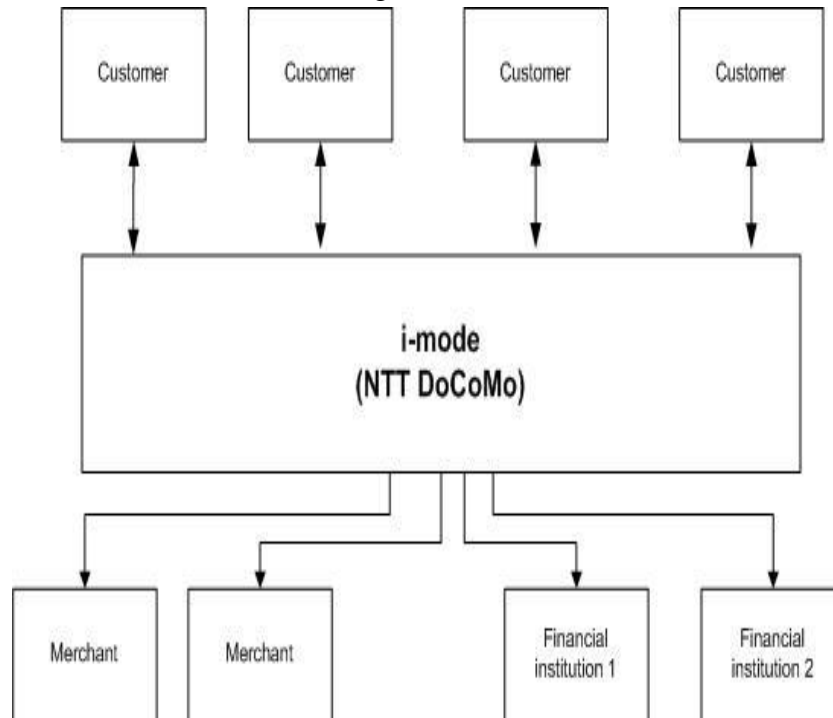 Customer
Customer
Customer
Customer
i-mode
(NTT DoCoMo)
Merchant
Merchant
Financial
institution 1
Financial
institution 2